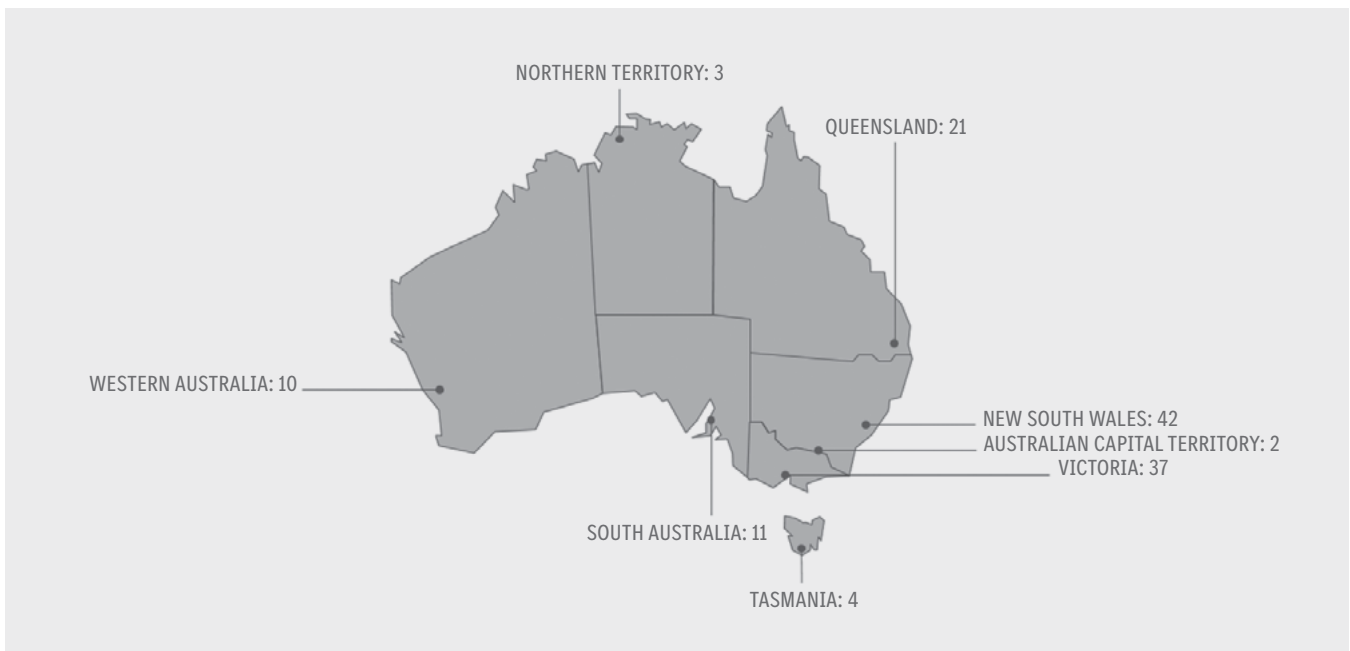 NORTHERN TERRITORY: 3
QUEENSLAND: 21
WESTERN AUSTRALIA: 10
NEW SOUTH WALES: 42
AUSTRALIAN CAPITAL TERRITORY: 2
VICTORIA: 37
SOUTH AUSTRALIA: 11
TASMANIA: 4